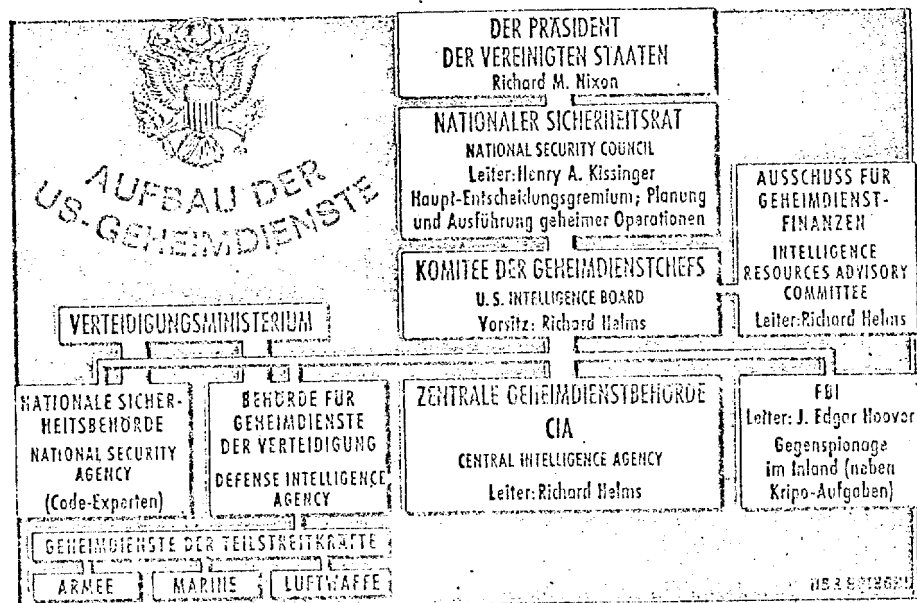 DER PRÄSIDENT
DER VEREINIGTEN STAATEN
Richard M. Nixon
NATIONALER SICHERHEITSRAT
NATIONAL SECURITY COUNCIL
Leiter: Henry A. Kissinger
Haupt-Entscheidungsgremium; Planung
und Ausführung geheimer Operationen
AUFBAU DER
US-GEHEIMDIENSTE
AUSSCHUSS FÜR
GEHEIMDIENST-
FINANZEN
INTELLIGENCE
RESOURCES ADVISORY
COMMITTEE
Leiter: Richard Helms
KOMITEE DER GEHEIMDIENSTCHEFS
U.S. INTELLIGENCE BOARD
Vorsitz: Richard Helms
VERTEIDIGUNGSMINISTERIUM
NATIONALE SICHER-
HEITSBEHÖRDE
NATIONAL SECURITY
AGENCY
(Code-Experten)
BEHÖRDE FÜR
GEHEIMDIENSTE
DER VERTEIDIGUNG
DEFENSE INTELLIGENCE
AGENCY
ZENTRALE GEHEIMDIENSTBEHÖRDE
CIA
CENTRAL INTELLIGENCE AGENCY
Leiter: Richard Helms
FBI
Leiter: J. Edgar Hoover
Gegenspionage
im Inland (neben
Kripo-Aufgaben)
GEHEIMDIENSTE DER TEILSTREITKRÄFTE
ARMEE
MARINE
LUFTWAFFE